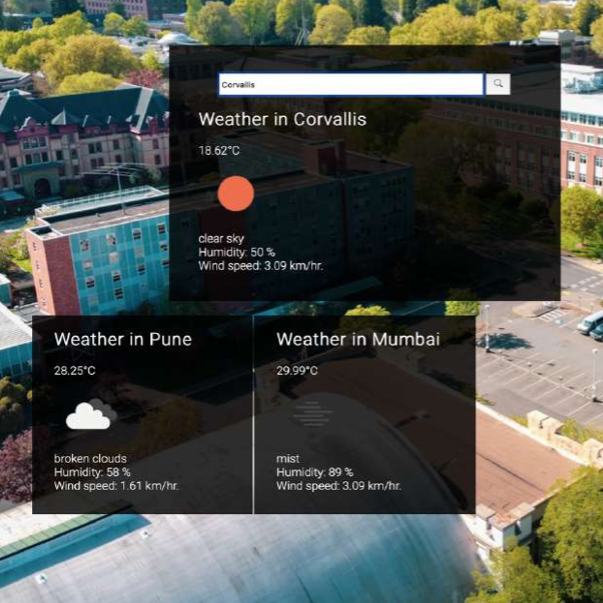 Corvallis
Weather in Corvallis
18.62°C
clear sky
Humidity: 50 %
Wind speed: 3.09 km/hr.
Weather in Pune
28.25°C
broken clouds
Humidity: 58 %
Wind speed: 1.61 km/hr.
Weather in Mumbai
29.99°C
mist
Humidity: 89 %
Wind speed: 3.09 km/hr.